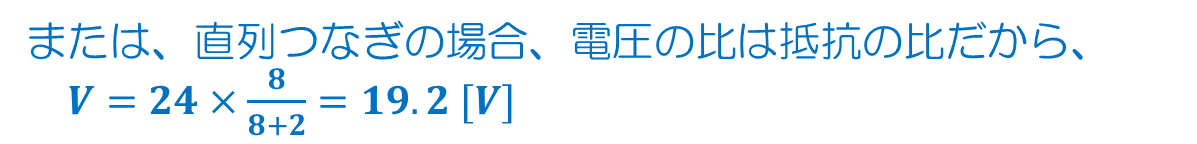 または、直列つなぎの場合、電圧の比は抵抗の比だから、
V = 24 × 8/(8+2) = 19.2 [V]